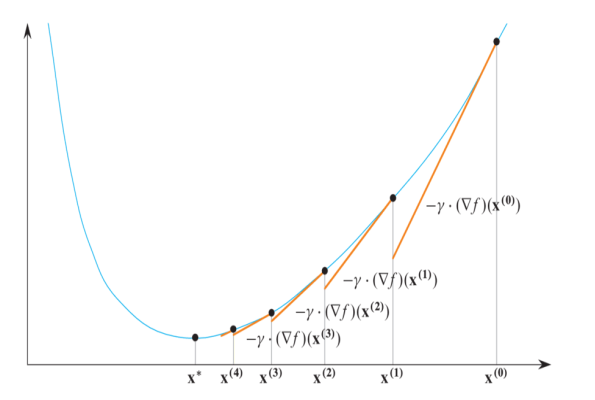 −γ · (∇f)(x⁽⁰⁾)
−γ · (∇f)(x⁽¹⁾)
−γ · (∇f)(x⁽²⁾)
−γ · (∇f)(x⁽³⁾)
x* x⁽⁴⁾ x⁽³⁾ x⁽²⁾ x⁽¹⁾ x⁽⁰⁾